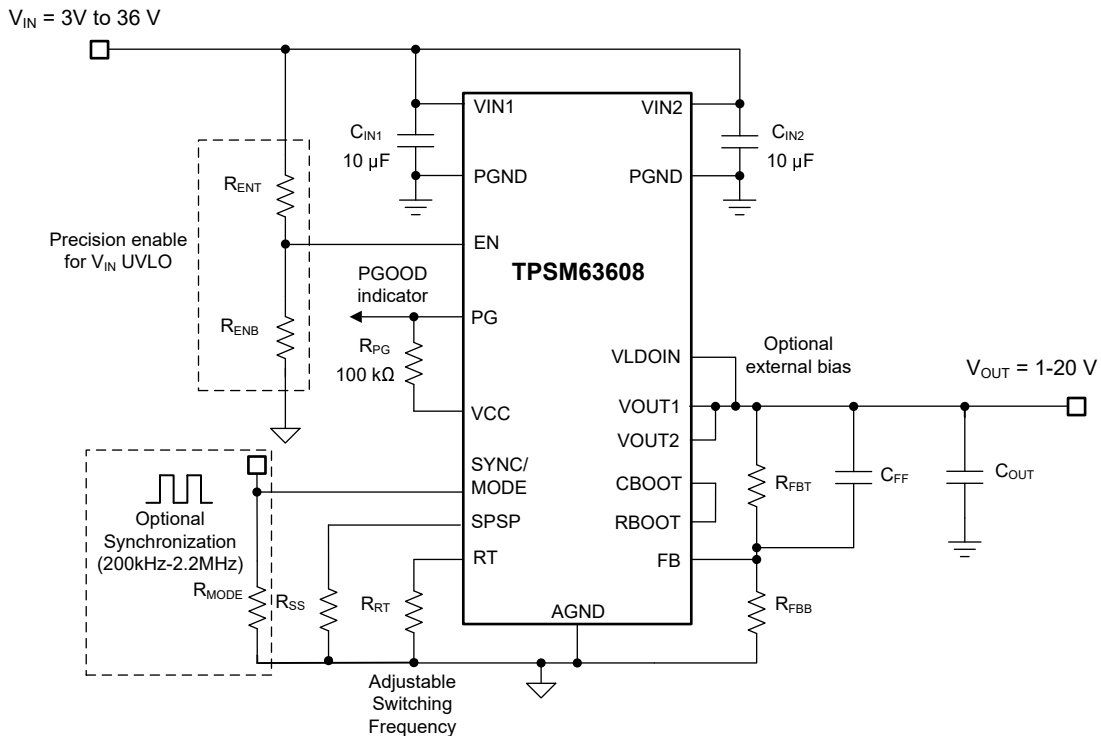 V_IN = 3V to 36 V
VIN1
VIN2
C_IN1
10 µF
C_IN2
10 µF
PGND
PGND
R_ENT
Precision enable
for V_IN UVLO
EN
TPSM63608
PGOOD
indicator
PG
R_ENB
R_PG
100 kΩ
VLDOIN
Optional
external bias
V_OUT = 1-20 V
VCC
VOUT1
VOUT2
SYNC/
MODE
CBOOT
R_FBT
C_FF
C_OUT
Optional
Synchronization
(200kHz-2.2MHz)
SPSP
RBOOT
RT
FB
R_MODE
R_SS
R_RT
AGND
R_FBB
Adjustable
Switching
Frequency